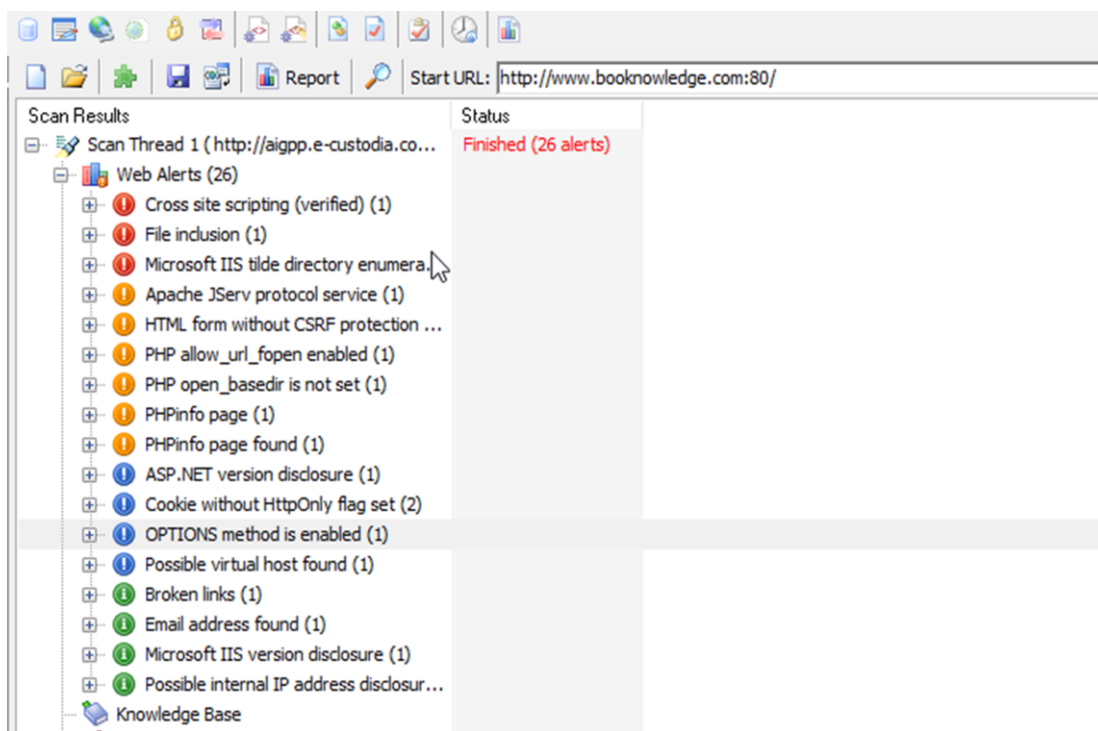 Report Start URL: http://www.booknowledge.com:80/
Scan Results Status
Scan Thread 1 ( http://aigpp.e-custodia.co... Finished (26 alerts)
Web Alerts (26)
Cross site scripting (verified) (1)
File inclusion (1)
Microsoft IIS tilde directory enumera...
Apache JServ protocol service (1)
HTML form without CSRF protection ...
PHP allow_url_fopen enabled (1)
PHP open_basedir is not set (1)
PHPinfo page (1)
PHPinfo page found (1)
ASP.NET version disclosure (1)
Cookie without HttpOnly flag set (2)
OPTIONS method is enabled (1)
Possible virtual host found (1)
Broken links (1)
Email address found (1)
Microsoft IIS version disclosure (1)
Possible internal IP address disclosur...
Knowledge Base